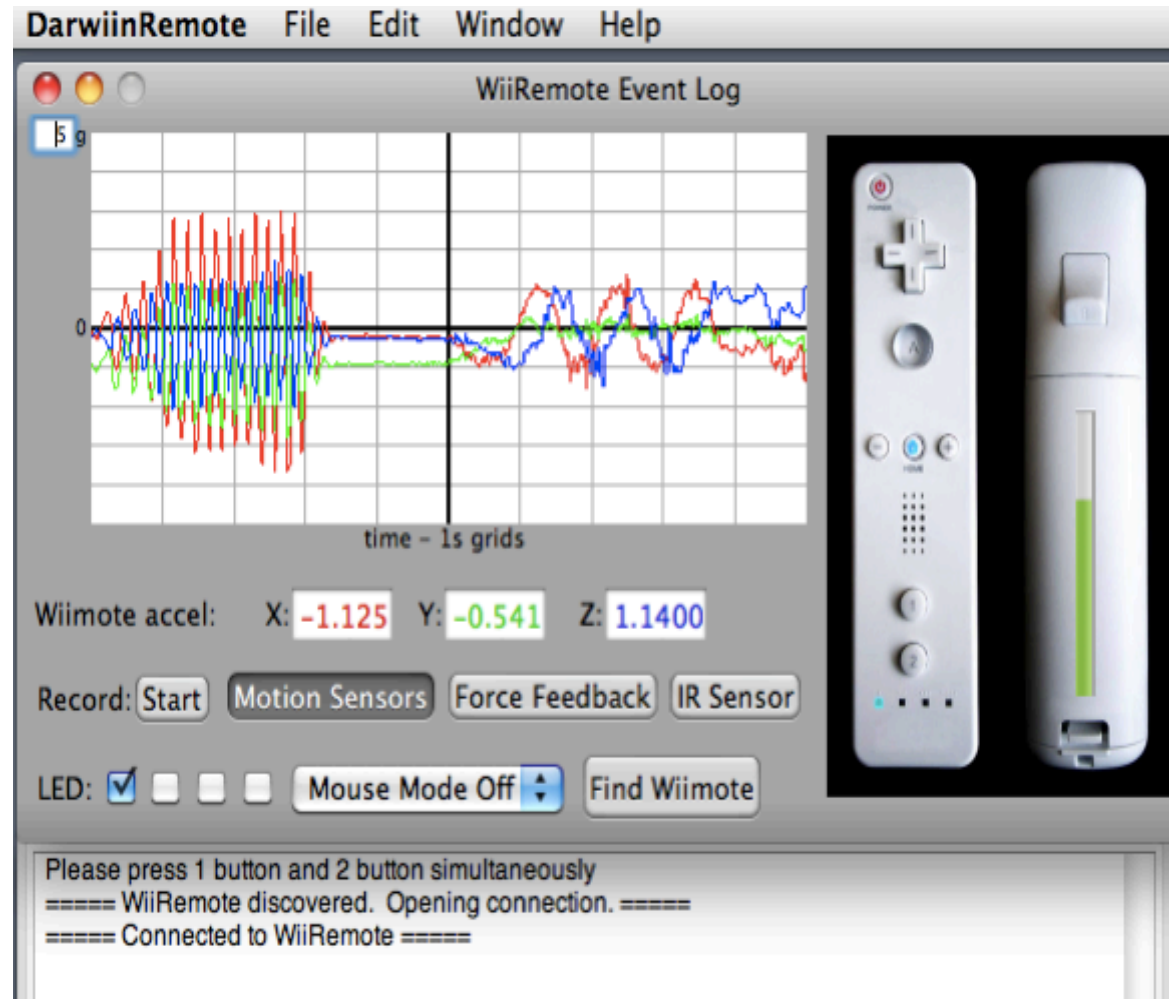 DarwiinRemote File Edit Window Help
WiiRemote Event Log
5 g
0
time – 1s grids
Wiimote accel: X: -1.125 Y: -0.541 Z: 1.1400
Record: Start Motion Sensors Force Feedback IR Sensor
LED: Mouse Mode Off Find Wiimote
POWER
A
HOME
1
2
Please press 1 button and 2 button simultaneously
===== WiiRemote discovered. Opening connection. =====
===== Connected to WiiRemote =====